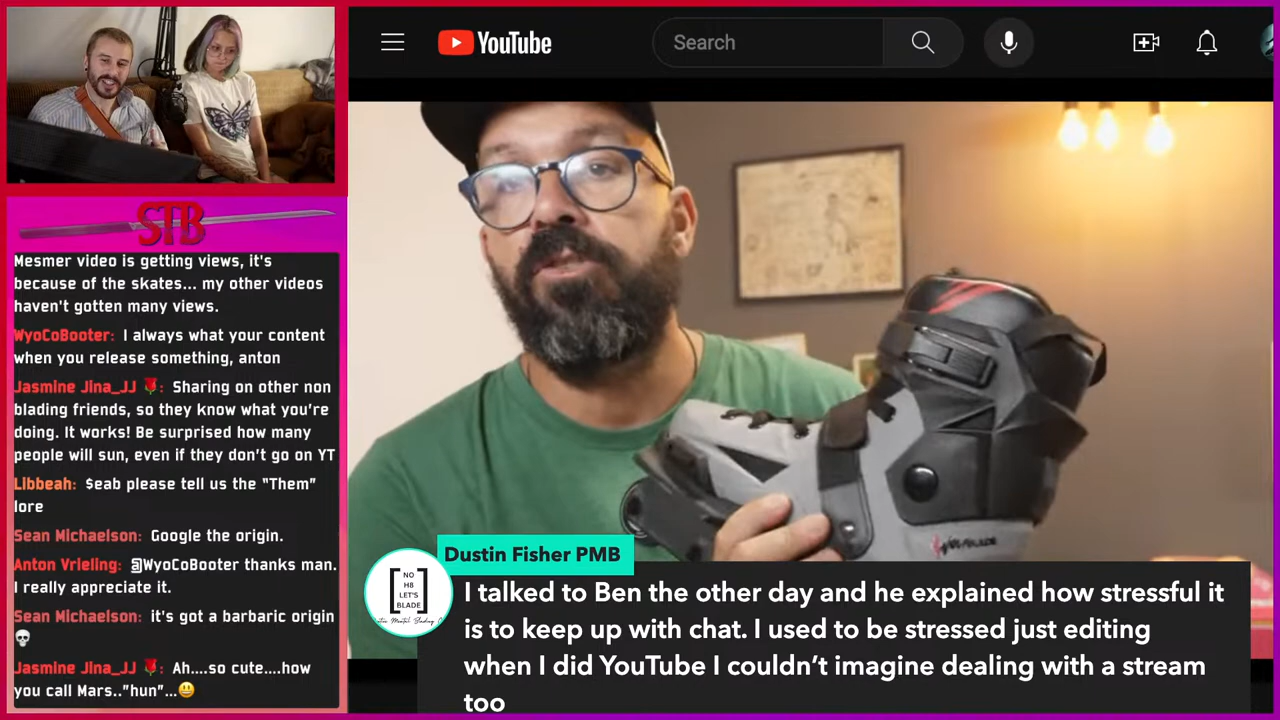 YouTube
Search
STB
Mesmer video is getting views, it's
because of the skates... my other videos
haven't gotten many views.
WyoCoBooter: I always what your content
when you release something, anton
Jasmine Jina_JJ🌹: Sharing on other non
blading friends, so they know what you're
doing. It works! Be surprised how many
people will sun, even if they don't go on YT
Libbeah: $eab please tell us the "Them"
lore
Sean Michaelson: Google the origin.
Anton Vrieling: @WyoCoBooter thanks man.
I really appreciate it.
Sean Michaelson: it's got a barbaric origin
💀
Jasmine Jina_JJ🌹: Ah....so cute....how
you call Mars.."hun"...😃
Dustin Fisher PMB
NO
H8
LET'S
BLADE
I talked to Ben the other day and he explained how stressful it
is to keep up with chat. I used to be stressed just editing
when I did YouTube I couldn't imagine dealing with a stream
too